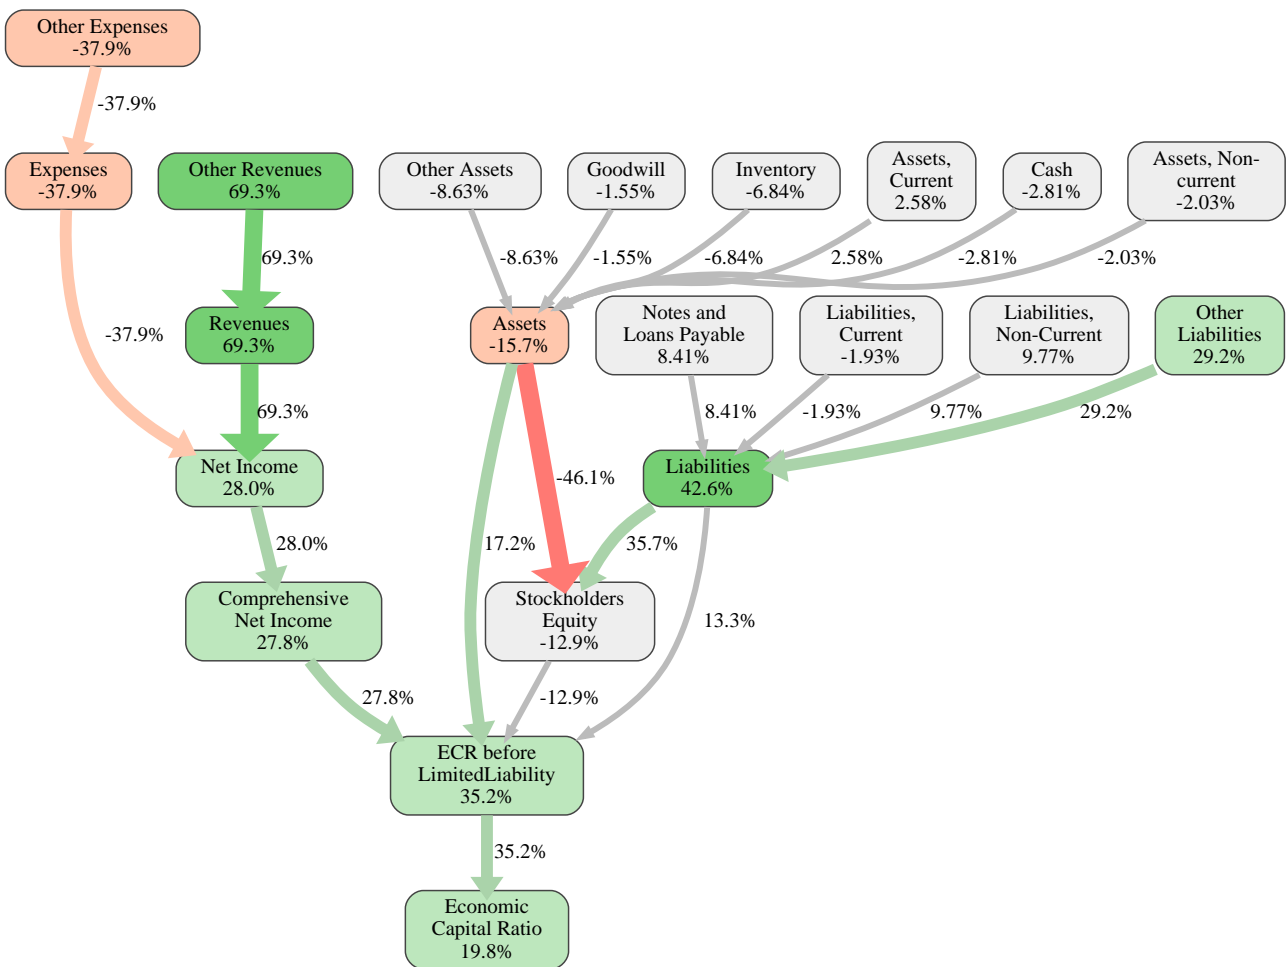 Other Expenses
-37.9%
-37.9%
Expenses
-37.9%
Other Revenues
69.3%
Other Assets
-8.63%
Goodwill
-1.55%
Inventory
-6.84%
Assets,
Current
2.58%
Cash
-2.81%
Assets, Non-
current
-2.03%
69.3%
-8.63%
-1.55%
-6.84%
2.58%
-2.81%
-2.03%
-37.9%
Revenues
69.3%
Assets
-15.7%
Notes and
Loans Payable
8.41%
Liabilities,
Current
-1.93%
Liabilities,
Non-Current
9.77%
Other
Liabilities
29.2%
69.3%
8.41%
-1.93%
9.77%
29.2%
Net Income
28.0%
-46.1%
Liabilities
42.6%
28.0%
17.2%
35.7%
Comprehensive
Net Income
27.8%
Stockholders
Equity
-12.9%
13.3%
27.8%
-12.9%
ECR before
LimitedLiability
35.2%
35.2%
Economic
Capital Ratio
19.8%